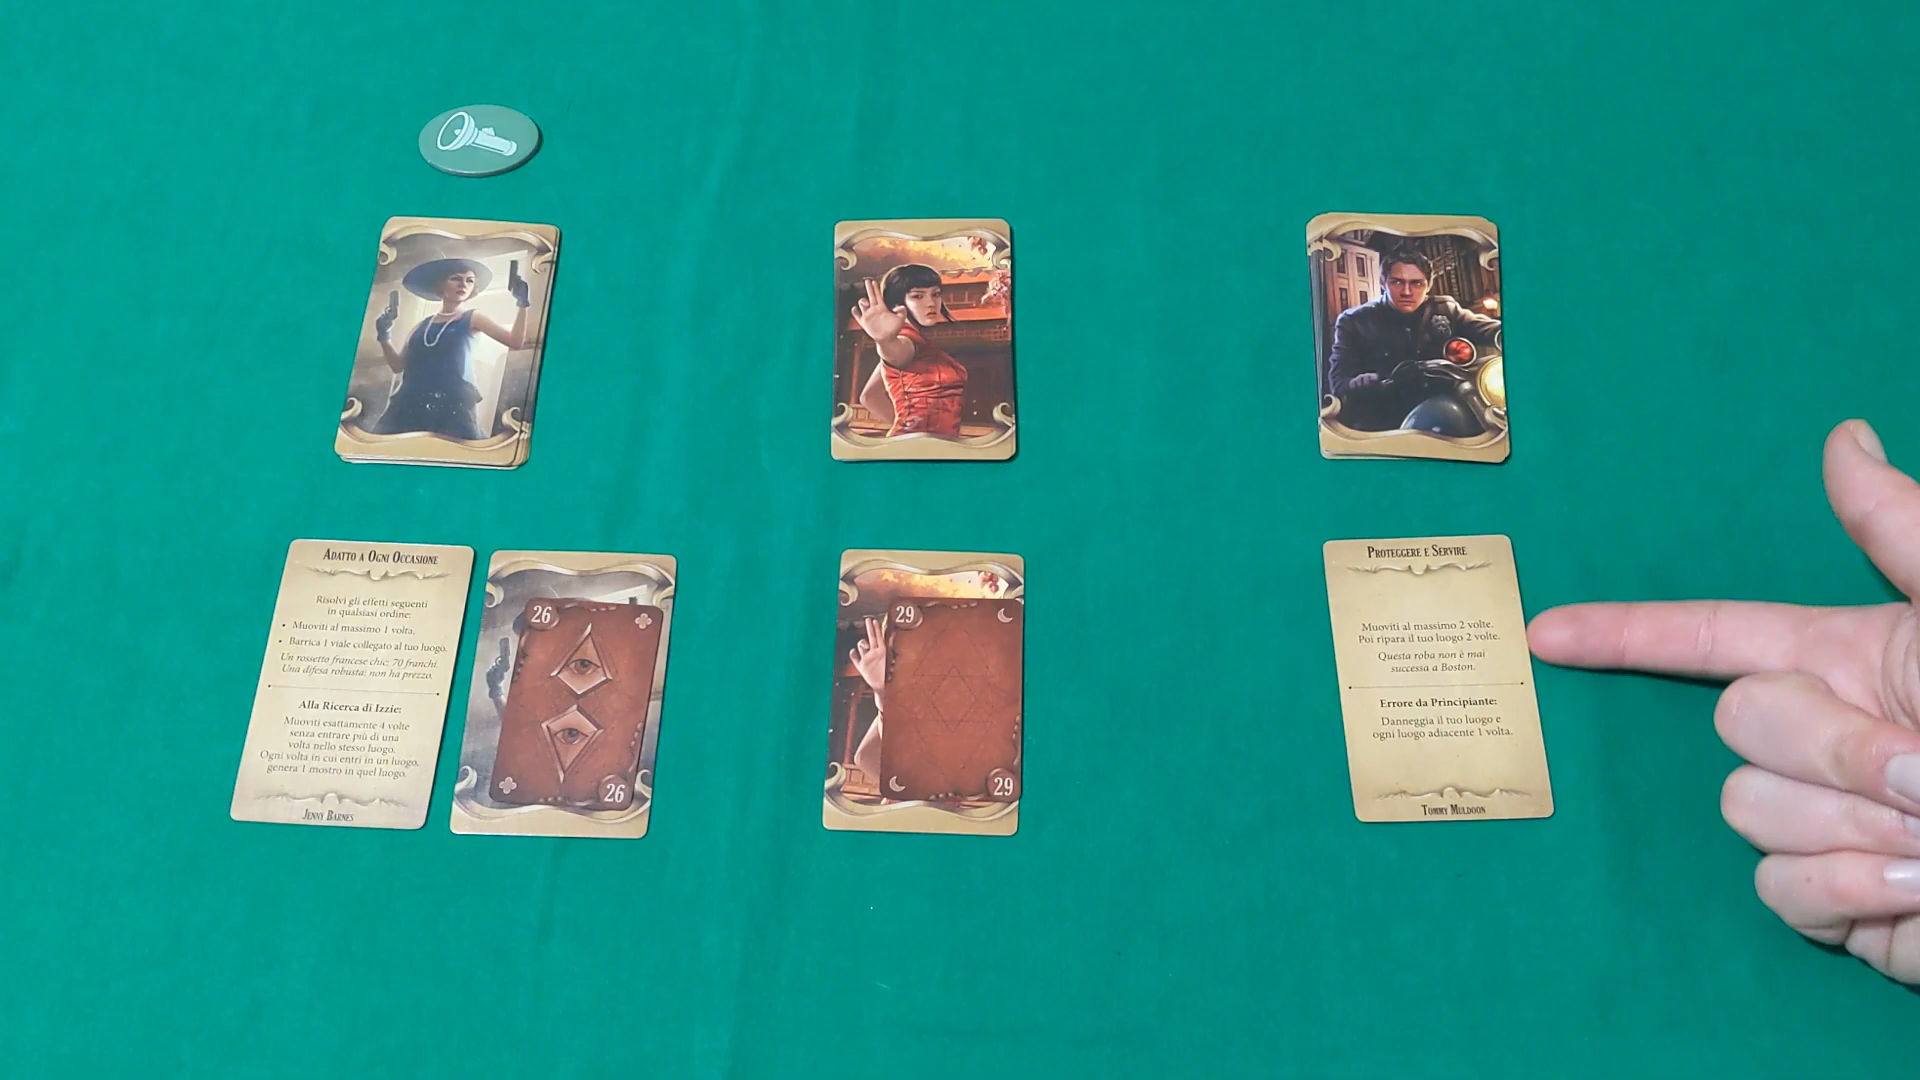 Adatto a Ogni Occasione
Risolvi gli effetti seguenti
in qualsiasi ordine:
• Muoviti al massimo 1 volta.
• Barrica 1 viale collegato al tuo luogo.
Un rossetto francese chic: 70 franchi.
Una difesa robusta: non ha prezzo.
Alla Ricerca di Izzie:
Muoviti esattamente 4 volte
senza entrare più di una
volta nello stesso luogo.
Ogni volta in cui entri in un luogo,
genera 1 mostro in quel luogo.
Jenny Barnes
26
26
29
29
Proteggere e Servire
Muoviti al massimo 2 volte.
Poi ripara il tuo luogo 2 volte.
Questa roba non è mai
successa a Boston.
Errore da Principiante:
Danneggia il tuo luogo e
ogni luogo adiacente 1 volta.
Tommy Muldoon